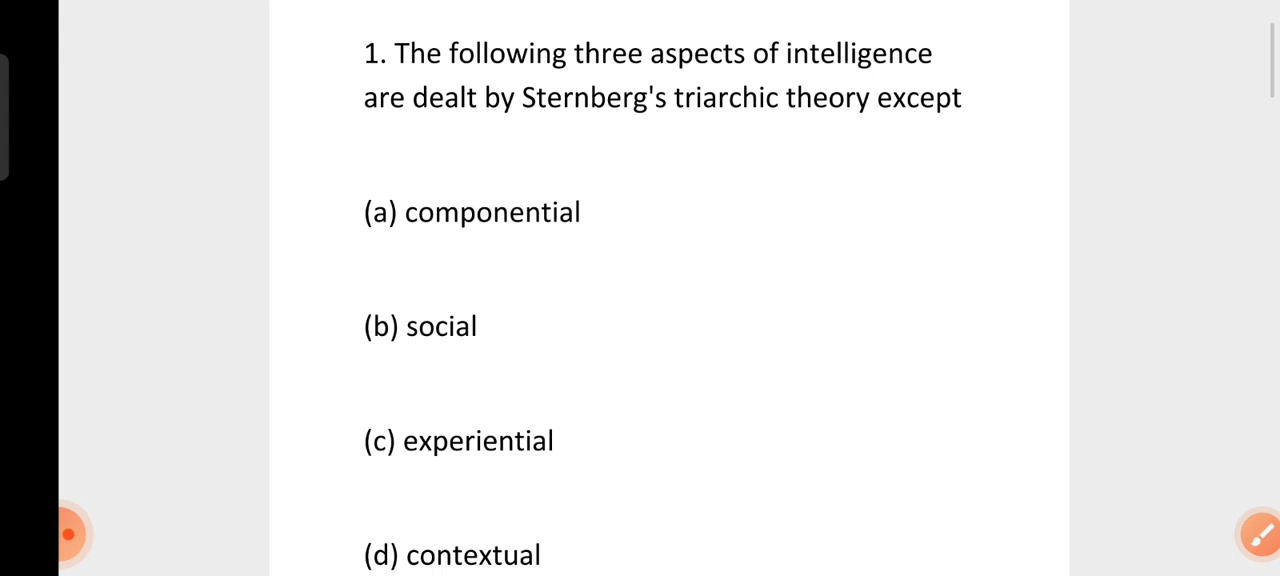 1. The following three aspects of intelligence
are dealt by Sternberg's triarchic theory except
(a) componential
(b) social
(c) experiential
(d) contextual